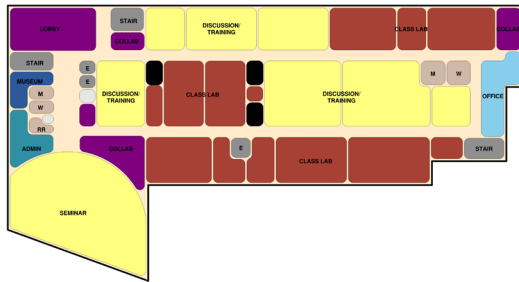 LOBBY
STAIR
COLLAB
DISCUSSION/
TRAINING
CLASS LAB
COLLAB
STAIR
MUSEUM
M
W
RR
ADMIN
E
E
DISCUSSION/
TRAINING
CLASS LAB
DISCUSSION/
TRAINING
M
W
OFFICE
COLLAB
E
CLASS LAB
STAIR
SEMINAR